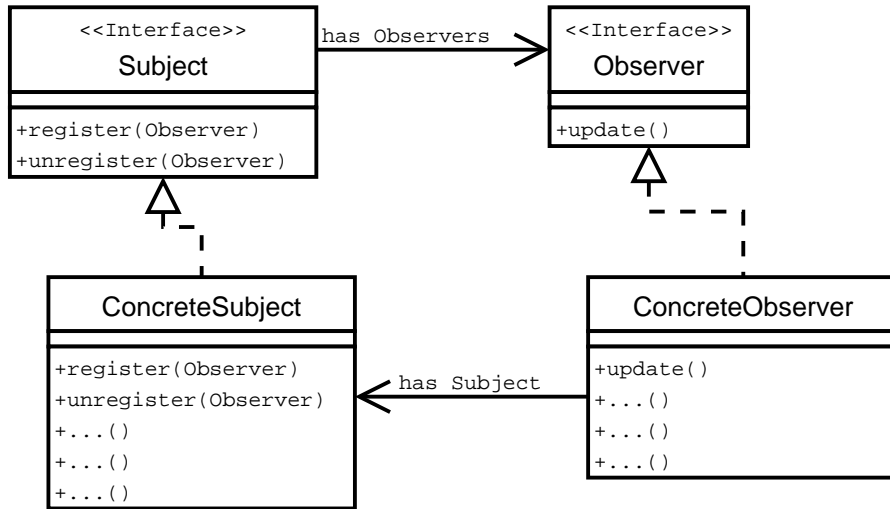 <<Interface>>
Subject
+register(Observer)
+unregister(Observer)
has Observers
<<Interface>>
Observer
+update()
ConcreteSubject
+register(Observer)
+unregister(Observer)
+...()
+...()
+...()
has Subject
ConcreteObserver
+update()
+...()
+...()
+...()